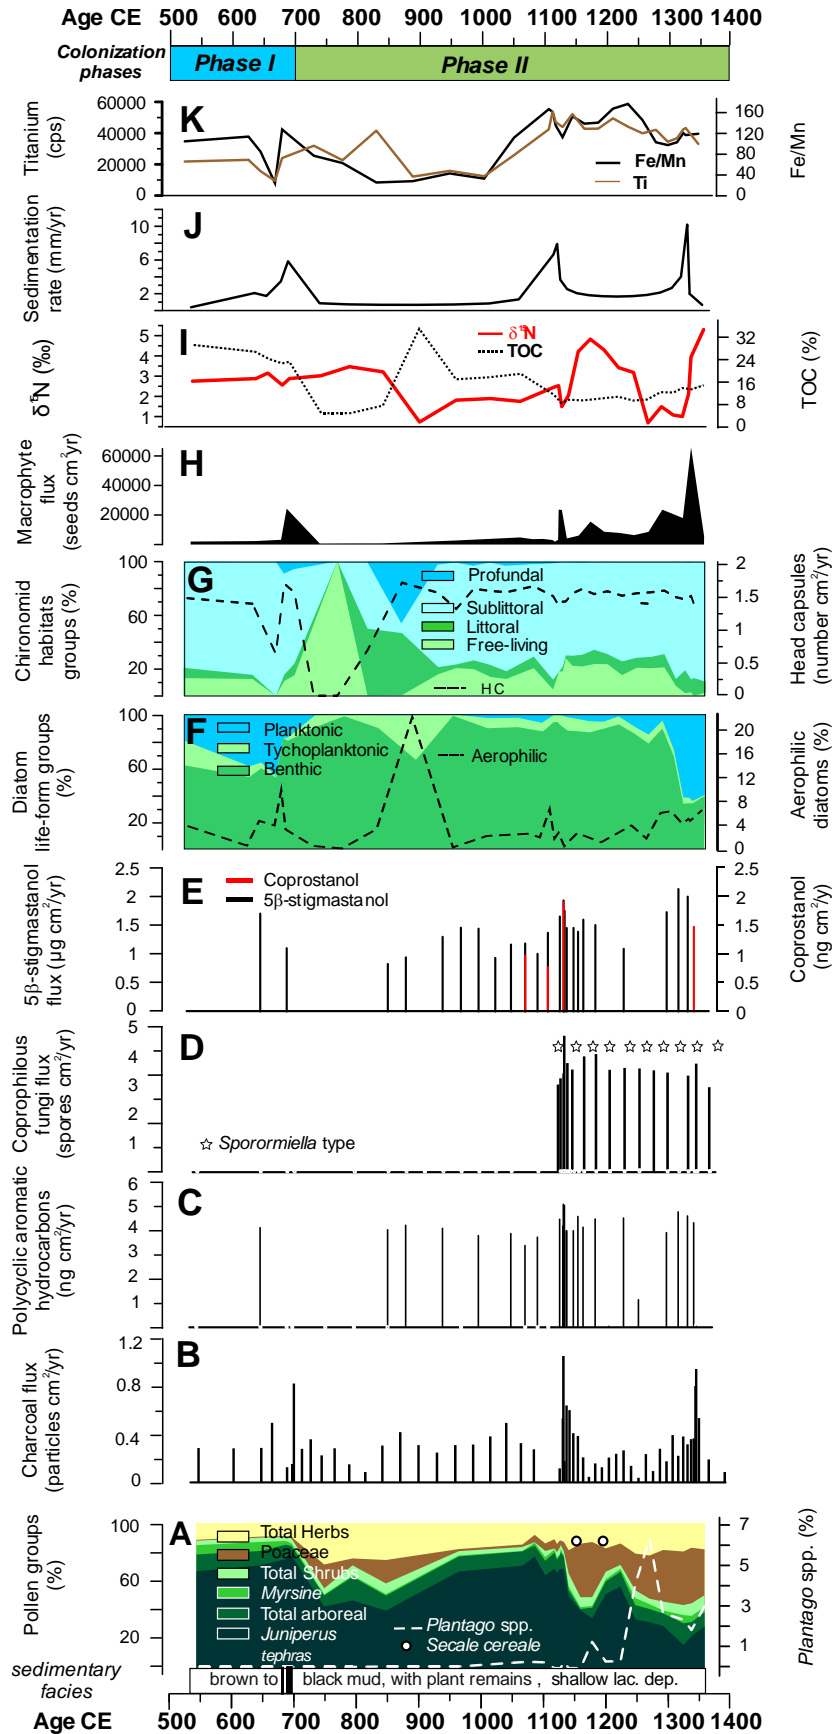 Age CE 500 600 700 800 900 1000 1100 1200 1300 1400
Colonization
phases
Phase I
Phase II
K
Titanium
(cps)
60000
40000
20000
0
Fe/Mn
Ti
160
120
80
40
0
Fe/Mn
J
Sedimentation
rate (mm/yr)
10
6
2
I
δ¹⁵N (‰)
5
4
3
2
1
δ¹⁵N
TOC
32
24
16
8
0
TOC (%)
H
Macrophyte
flux
(seeds cm²yr)
60000
40000
20000
G
Chironomid
habitats
groups (%)
100
60
20
Profundal
Sublittoral
Littoral
Free-living
HC
2
1.5
1
0.5
0
Head capsules
(number cm²/yr)
F
Diatom
life-form groups
(%)
100
60
20
Planktonic
Tychoplanktonic
Benthic
Aerophilic
20
16
12
8
4
0
Aerophilic
diatoms (%)
E
5β-stigmastanol
flux (µg cm²/yr)
2.5
2
1.5
1
0.5
0
Coprostanol
5β-stigmastanol
2.5
2
1.5
1
0.5
0
Coprostanol
(ng cm²/y)
D
Coprophilous
fungi flux
(spores cm²/yr)
5
4
3
2
1
☆ Sporormiella type
C
Polycyclic aromatic
hydrocarbons
(ng cm²/yr)
6
5
4
3
2
1
B
Charcoal flux
(particles cm²/yr)
1.2
0.8
0.4
0
A
Pollen groups
(%)
100
60
20
Total Herbs
Poaceae
Total Shrubs
Myrsine
Total arboreal
Juniperus
tephras
Plantago spp.
Secale cereale
7
5
3
1
Plantago spp. (%)
sedimentary
facies
brown to black mud, with plant remains , shallow lac. dep.
Age CE 500 600 700 800 900 1000 1100 1200 1300 1400